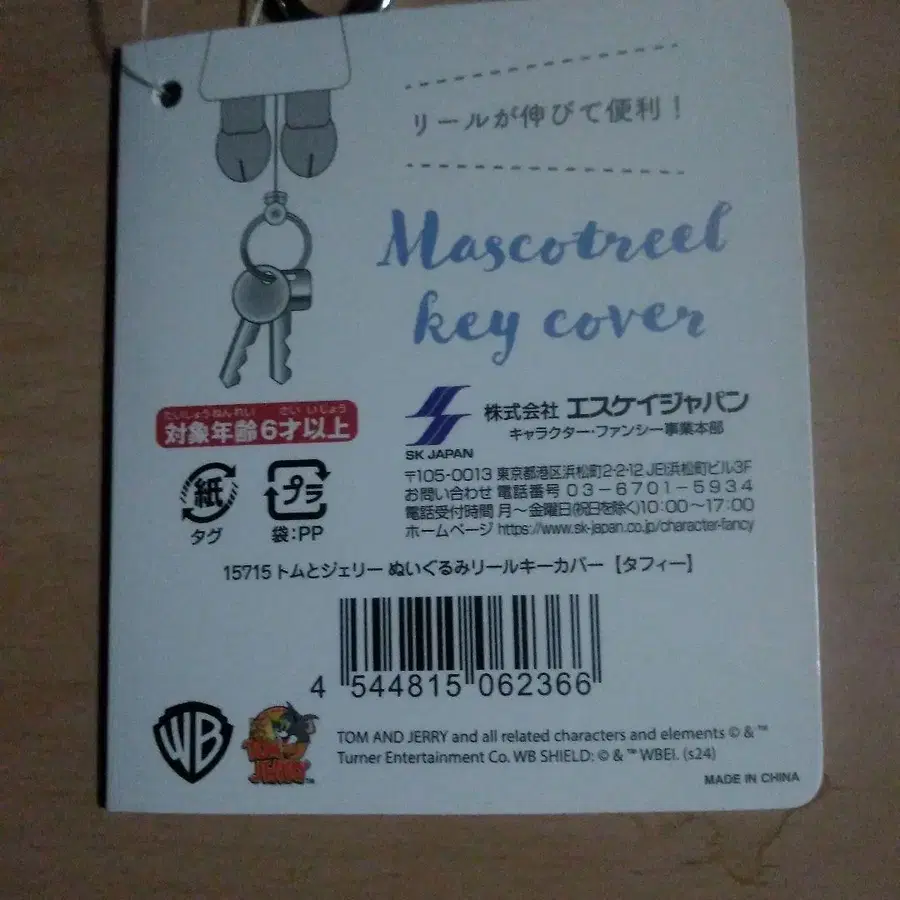 リールが伸びて便利!
Mascotreel
key cover
たいしょうねんれい さい いじょう
対象年齢6才以上
SK JAPAN
株式会社 エスケイジャパン
キャラクター・ファンシー事業本部
〒105-0013 東京都港区浜松町2-2-12 JEI浜松町ビル3F
お問い合わせ 電話番号 03-6701-5934
電話受付時間 月〜金曜日(祝日を除く)10:00〜17:00
ホームページ https://www.sk-japan.co.jp/character-fancy
紙
タグ
プラ
袋:PP
15715 トムとジェリー ぬいぐるみリールキーカバー【タフィー】
4 544815 062366
WB
TOM and JERRY™
TOM AND JERRY and all related characters and elements © & ™
Turner Entertainment Co. WB SHIELD: © & ™ WBEI. (s24)
MADE IN CHINA